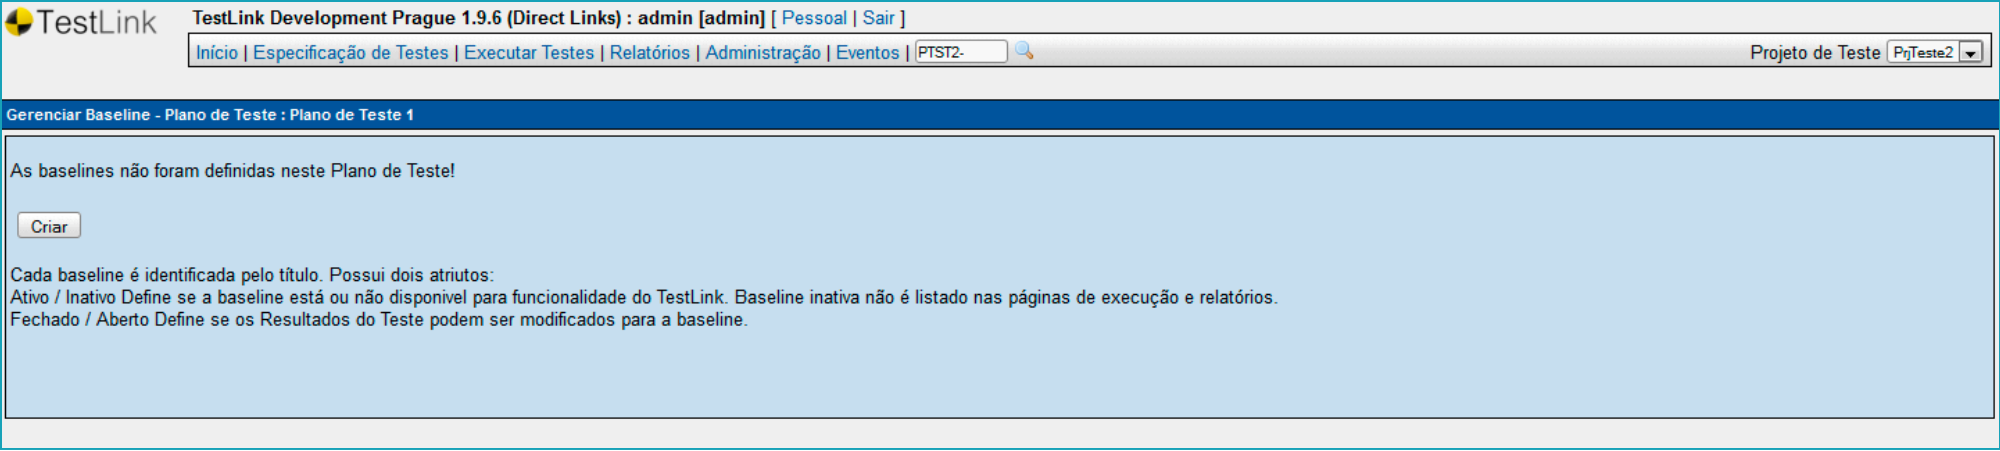 TestLink
TestLink Development Prague 1.9.6 (Direct Links) : admin [admin] [ Pessoal | Sair ]
Início | Especificação de Testes | Executar Testes | Relatórios | Administração | Eventos | PTST2-
Projeto de Teste PrjTeste2
Gerenciar Baseline - Plano de Teste : Plano de Teste 1
As baselines não foram definidas neste Plano de Teste!
Criar
Cada baseline é identificada pelo título. Possui dois atriutos:
Ativo / Inativo Define se a baseline está ou não disponivel para funcionalidade do TestLink. Baseline inativa não é listado nas páginas de execução e relatórios.
Fechado / Aberto Define se os Resultados do Teste podem ser modificados para a baseline.